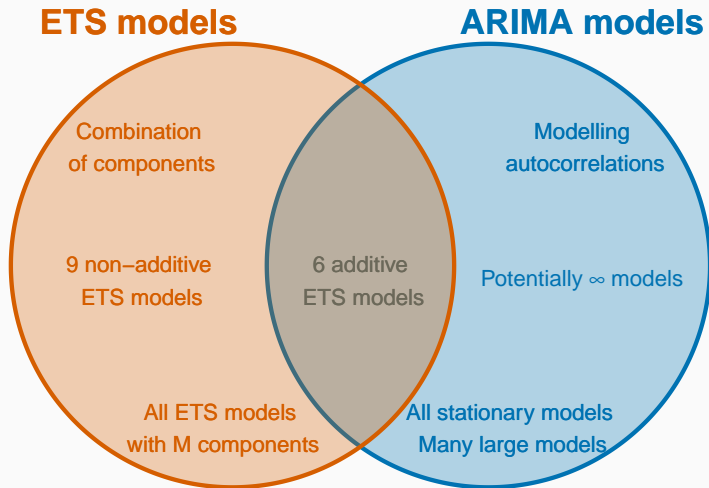 ETS models
ARIMA models
Combination
of components
Modelling
autocorrelations
9 non−additive
ETS models
6 additive
ETS models
Potentially ∞ models
All ETS models
with M components
All stationary models
Many large models